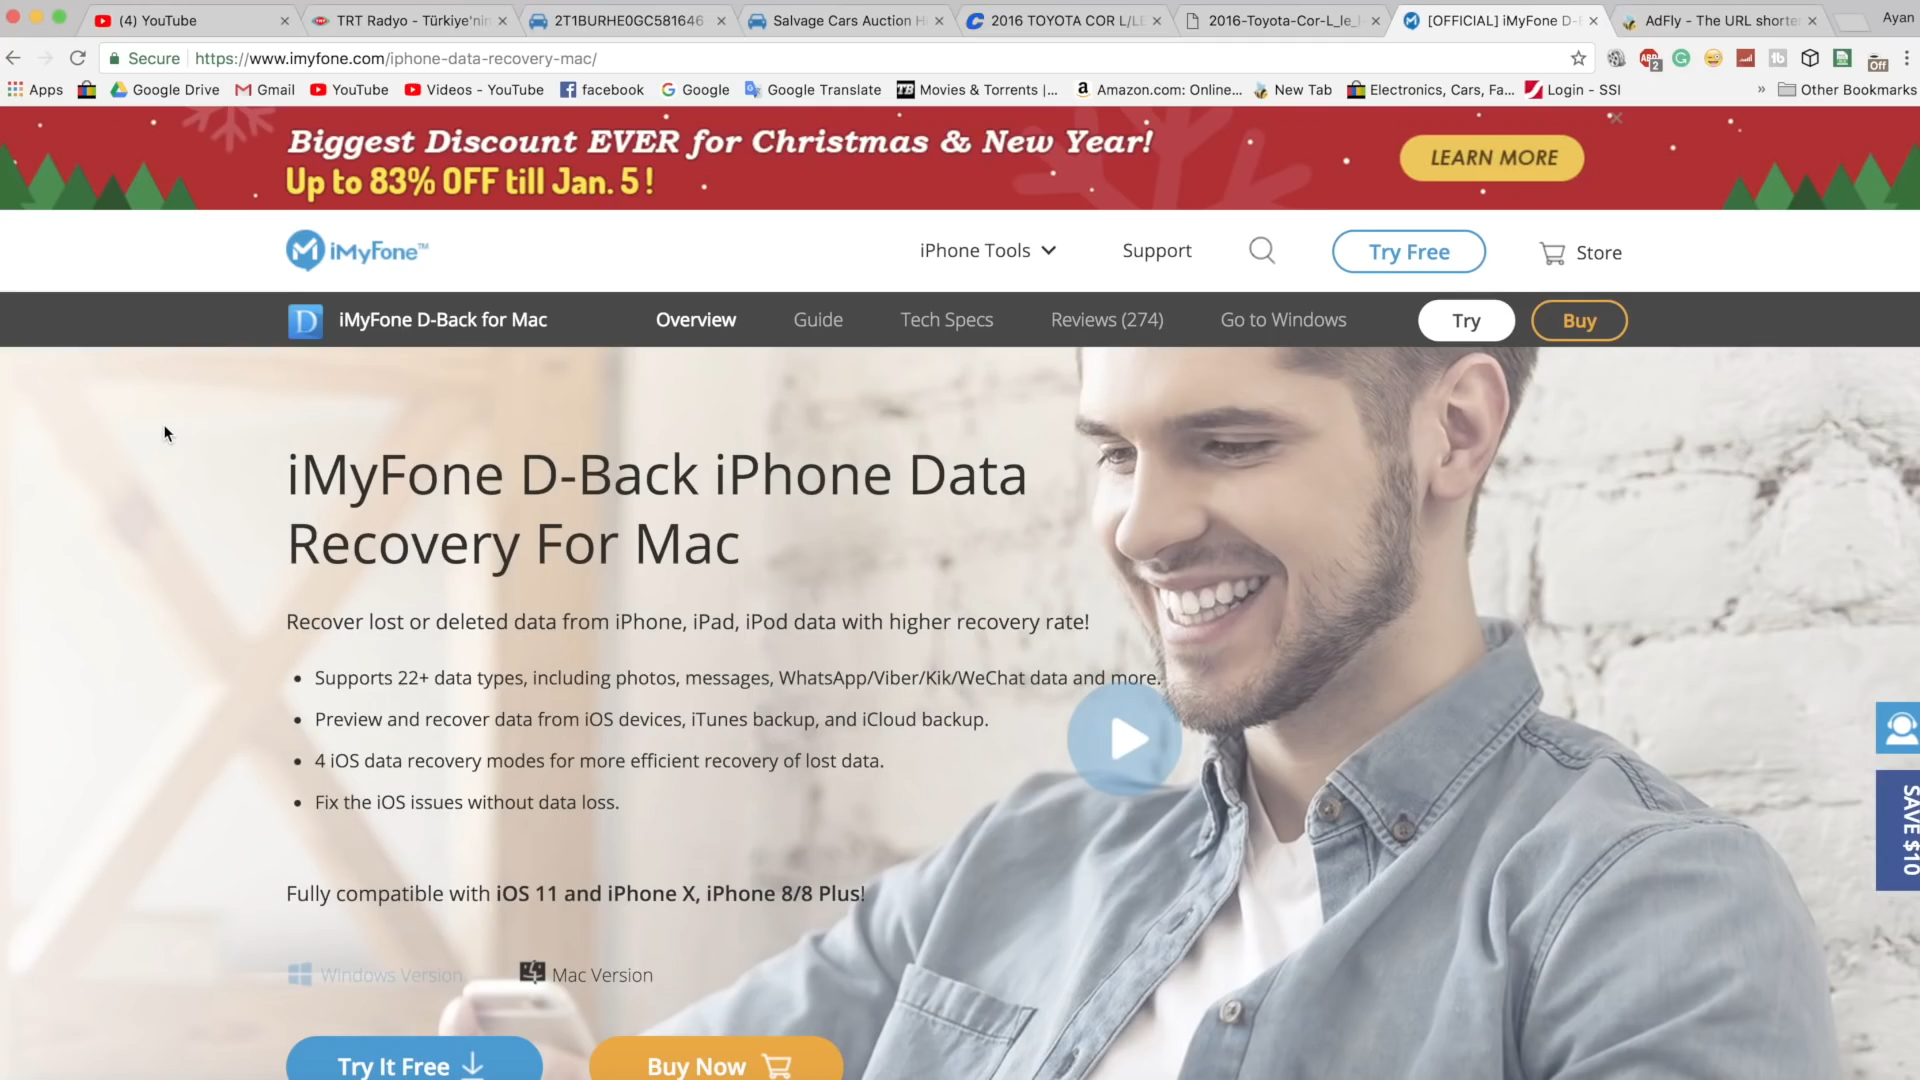 (4) YouTube
TRT Radyo - Türkiye'nin
2T1BURHE0GC581646
Salvage Cars Auction H
2016 TOYOTA COR L/LE
2016-Toyota-Cor-L_le_l
[OFFICIAL] iMyFone D-B
AdFly - The URL shorte
Ayan
Secure
https://www.imyfone.com/iphone-data-recovery-mac/
ABP
2
Off
Apps
Google Drive
Gmail
YouTube
Videos - YouTube
facebook
Google
Google Translate
Movies & Torrents |...
Amazon.com: Online...
New Tab
Electronics, Cars, Fa...
Login - SSI
»
Other Bookmarks
Biggest Discount EVER for Christmas & New Year!
Up to 83% OFF till Jan. 5 !
LEARN MORE
iMyFone™
iPhone Tools
Support
Try Free
Store
D
iMyFone D-Back for Mac
Overview
Guide
Tech Specs
Reviews (274)
Go to Windows
Try
Buy
iMyFone D-Back iPhone Data
Recovery For Mac
Recover lost or deleted data from iPhone, iPad, iPod data with higher recovery rate!
• Supports 22+ data types, including photos, messages, WhatsApp/Viber/Kik/WeChat data and more.
• Preview and recover data from iOS devices, iTunes backup, and iCloud backup.
• 4 iOS data recovery modes for more efficient recovery of lost data.
• Fix the iOS issues without data loss.
SAVE $10
Fully compatible with iOS 11 and iPhone X, iPhone 8/8 Plus!
Windows Version
Mac Version
Try It Free
Buy Now